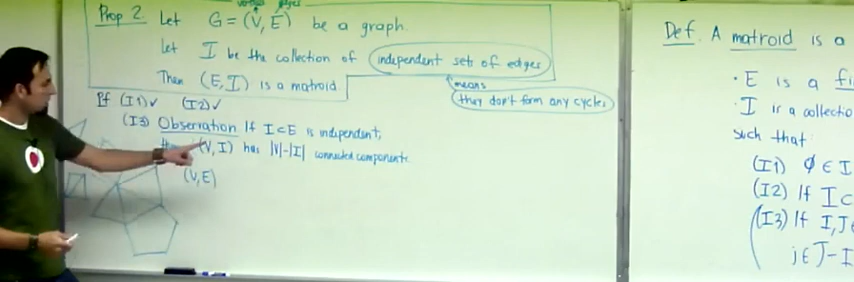 Prop 2. Let G = (V, E) be a graph.
vertices edges
Let I be the collection of independent sets of edges
Then (E, I) is a matroid
means
they don't form any cycles
Pf (I1)✓ (I2)✓
(I3) Observation If I⊂E is independent,
(V, I) has |V|-|I| connected components
(V, E)
Def. A matroid is a
· E is a fi
· I is a collectio
such that
(I1) ∅ ∈ I
(I2) If I ⊂
(I3) If I, J ∈
j∈J-I